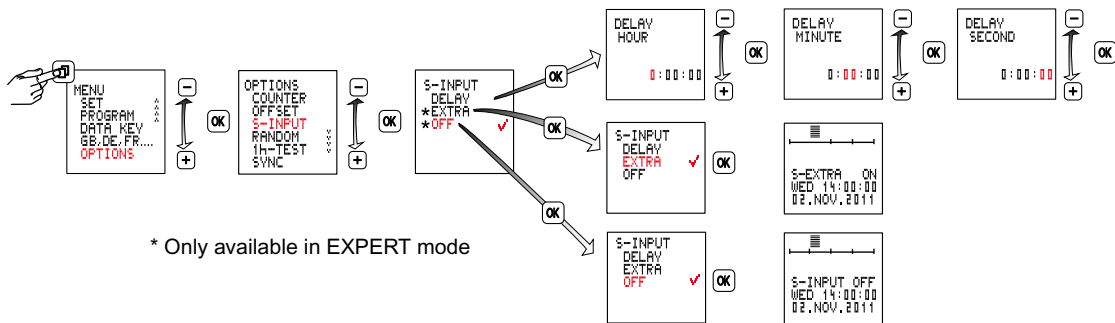 MENU
SET
PROGRAM
DATA KEY
GB,DE,FR....
OPTIONS
−
+
OK
OPTIONS
COUNTER
OFFSET
S-INPUT
RANDOM
1h-TEST
SYNC
−
+
OK
S-INPUT
DELAY
*EXTRA
*OFF
OK
OK
OK
DELAY
HOUR
0:00:00
−
+
OK
DELAY
MINUTE
0:00:00
−
+
OK
DELAY
SECOND
0:00:00
−
+
OK
S-INPUT
DELAY
EXTRA
OFF
OK
S-EXTRA ON
WED 14:00:00
02.NOV.2011
S-INPUT
DELAY
EXTRA
OFF
OK
S-INPUT OFF
WED 14:00:00
02.NOV.2011
* Only available in EXPERT mode